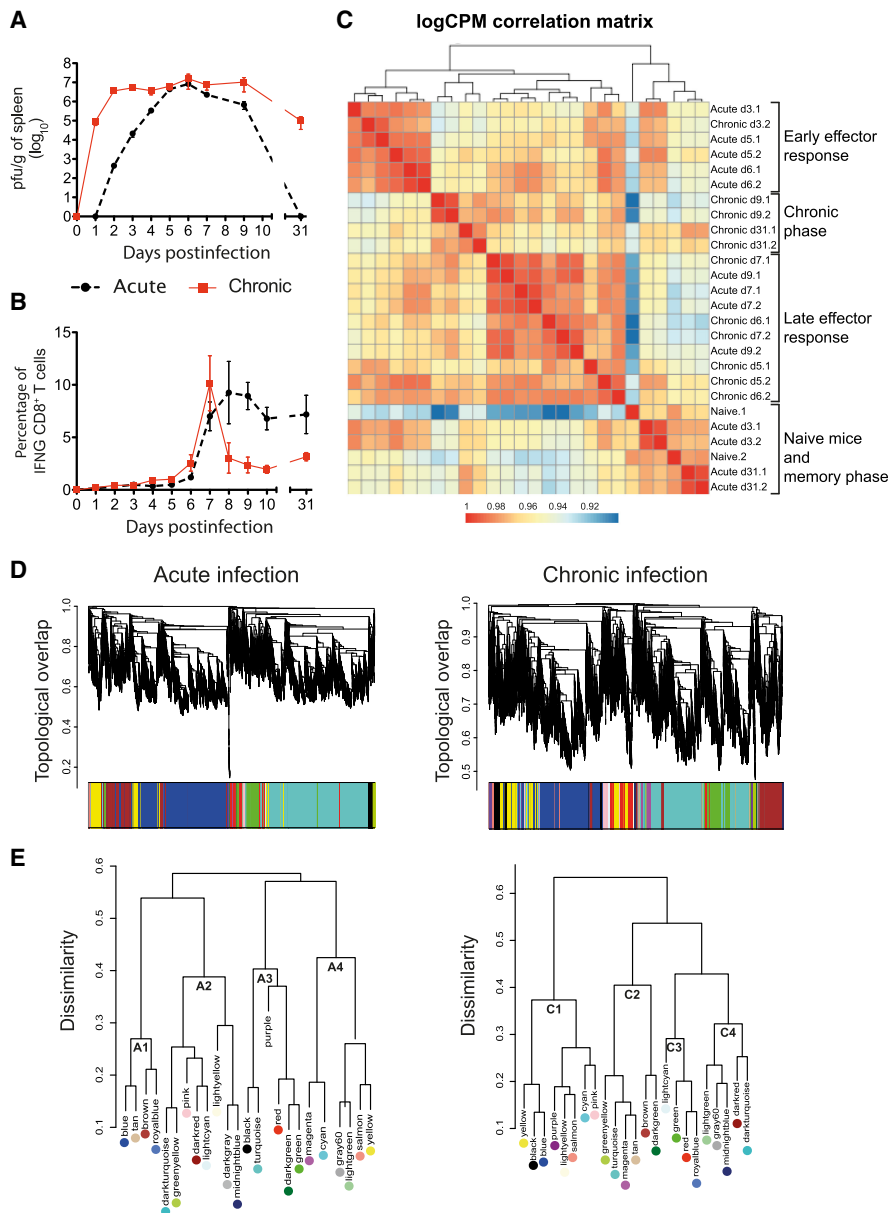 A
pfu/g of spleen
(log10)
8
7
6
5
4
3
2
1
0
0 1 2 3 4 5 6 7 8 9 10 31
Days postinfection
Acute Chronic
B
Percentage of
IFNG CD8+ T cells
15
10
5
0
0 1 2 3 4 5 6 7 8 9 10 31
Days postinfection
C
logCPM correlation matrix
Acute d3.1
Chronic d3.2
Acute d5.1
Acute d5.2
Acute d6.1
Acute d6.2
Chronic d9.1
Chronic d9.2
Chronic d31.1
Chronic d31.2
Chronic d7.1
Acute d9.1
Acute d7.1
Acute d7.2
Chronic d6.1
Chronic d7.2
Acute d9.2
Chronic d5.1
Chronic d5.2
Chronic d6.2
Naive.1
Acute d3.1
Acute d3.2
Naive.2
Acute d31.1
Acute d31.2
Early effector
response
Chronic
phase
Late effector
response
Naive mice
and
memory phase
1 0.98 0.96 0.94 0.92
D
Acute infection
Topological overlap
1.0
0.8
0.6
0.4
0.2
Chronic infection
Topological overlap
1.0
0.9
0.8
0.7
0.6
0.5
E
Dissimilarity
0.6
0.5
0.4
0.3
0.2
0.1
A1
A2
A3
A4
blue
tan
brown
royalblue
darkturquoise
greenyellow
pink
darkred
lightcyan
lightyellow
darkgray
midnightblue
black
turquoise
purple
red
darkgreen
green
magenta
cyan
gray60
lightgreen
salmon
yellow
Dissimilarity
0.6
0.5
0.4
0.3
0.2
0.1
C1
C2
C3
C4
yellow
black
blue
purple
lightyellow
salmon
cyan
pink
greenyellow
turquoise
magenta
tan
brown
darkgreen
lightcyan
green
red
royalblue
lightgreen
gray60
midnightblue
darkred
darkturquoise